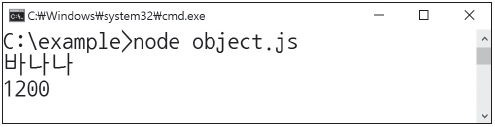 C:₩Windows₩system32₩cmd.exe
C:\example>node object.js
바나나
1200